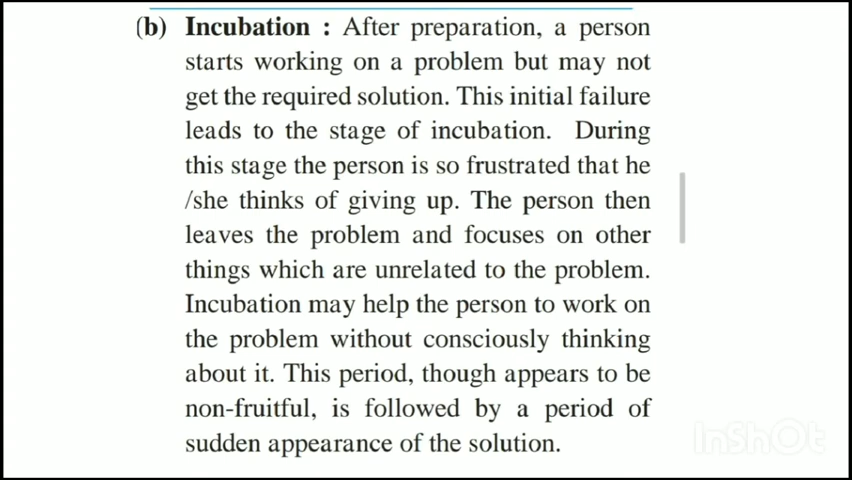 (b) Incubation : After preparation, a person
starts working on a problem but may not
get the required solution. This initial failure
leads to the stage of incubation. During
this stage the person is so frustrated that he
/she thinks of giving up. The person then
leaves the problem and focuses on other
things which are unrelated to the problem.
Incubation may help the person to work on
the problem without consciously thinking
about it. This period, though appears to be
non-fruitful, is followed by a period of
sudden appearance of the solution.
InShOt